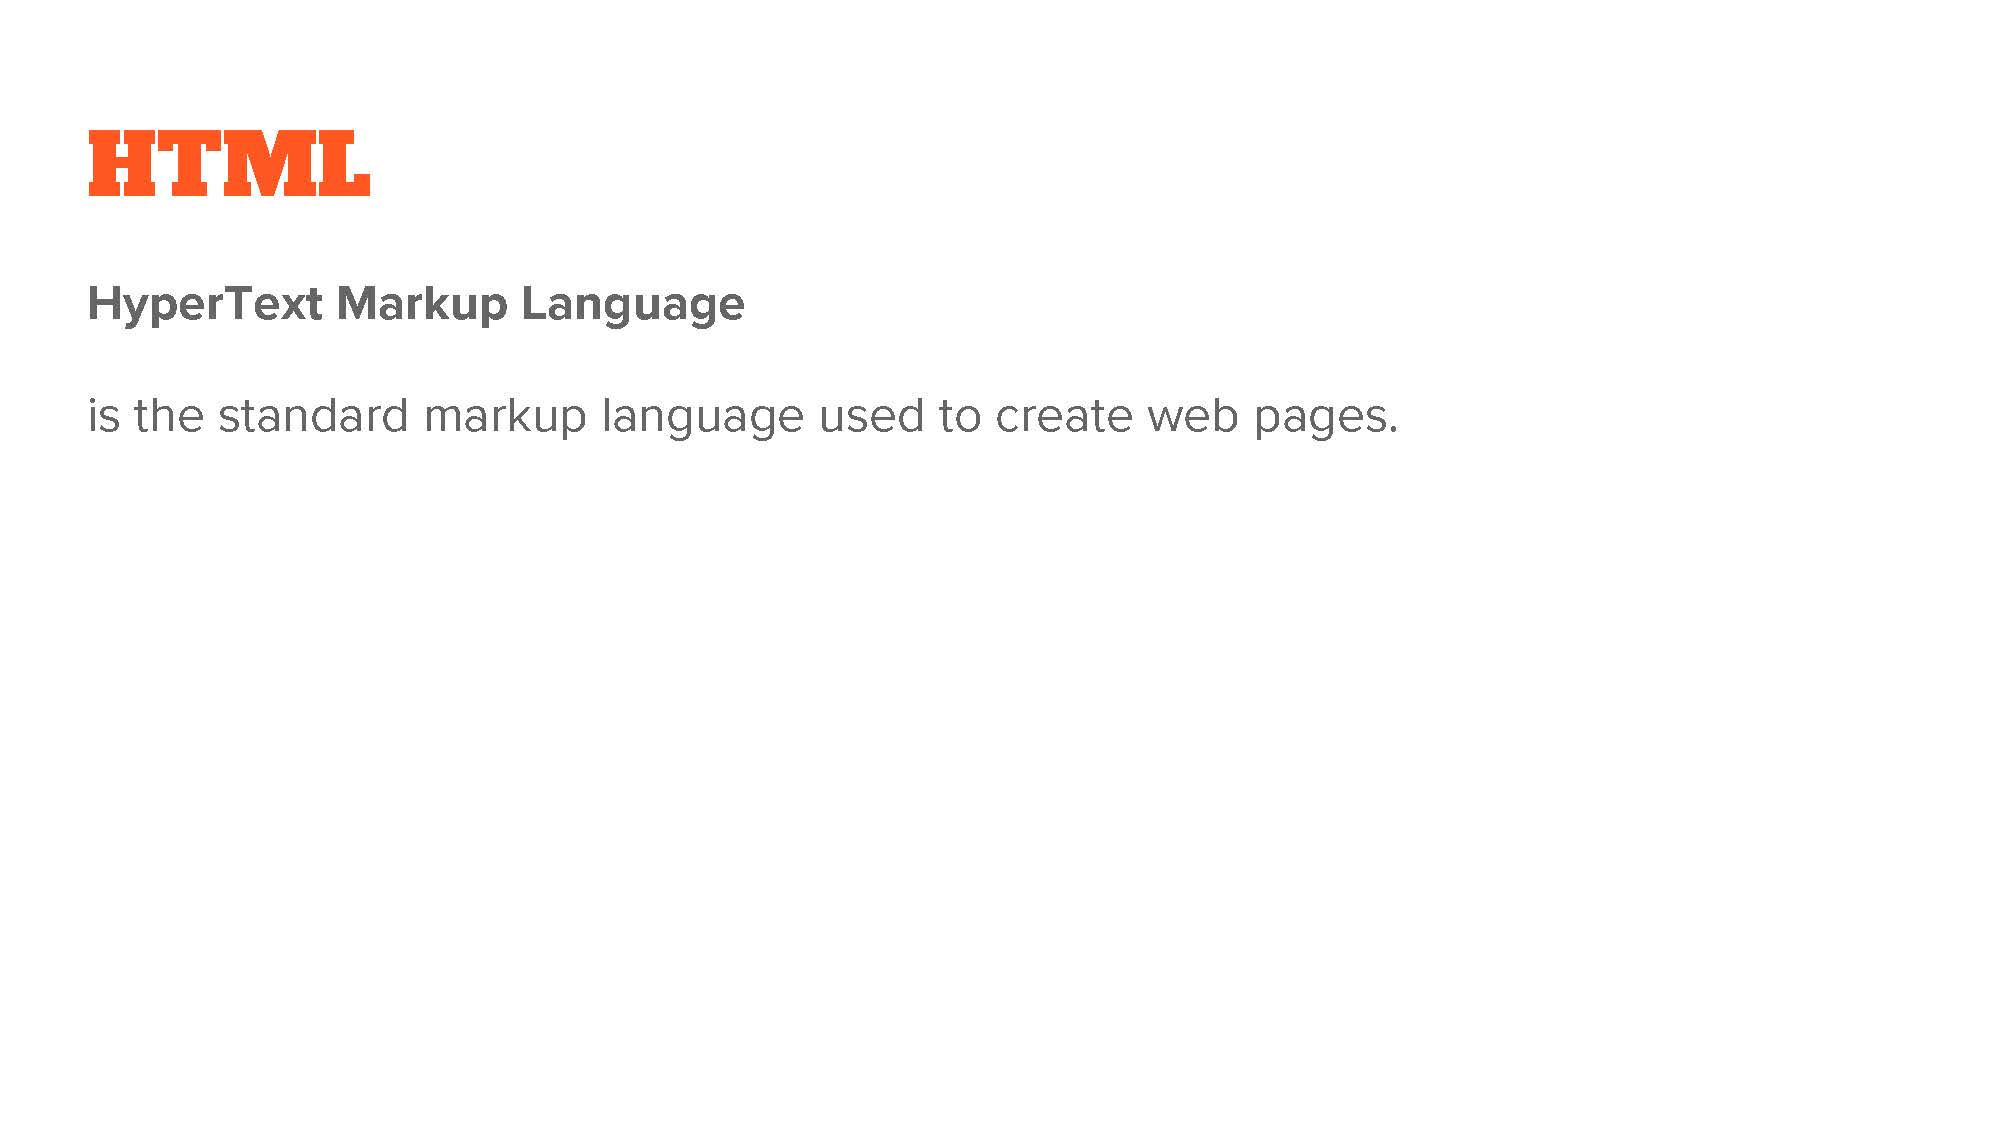 HTML
HyperText Markup Language
is the standard markup language used to create web pages.